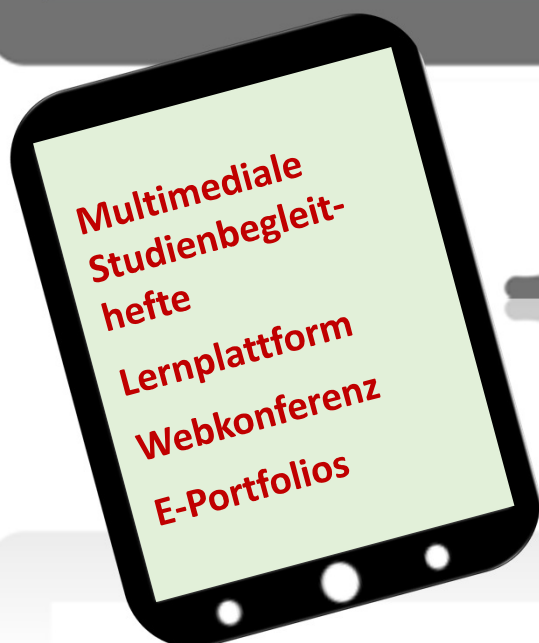 Multimediale
Studienbegleit-
hefte
Lernplattform
Webkonferenz
E-Portfolios